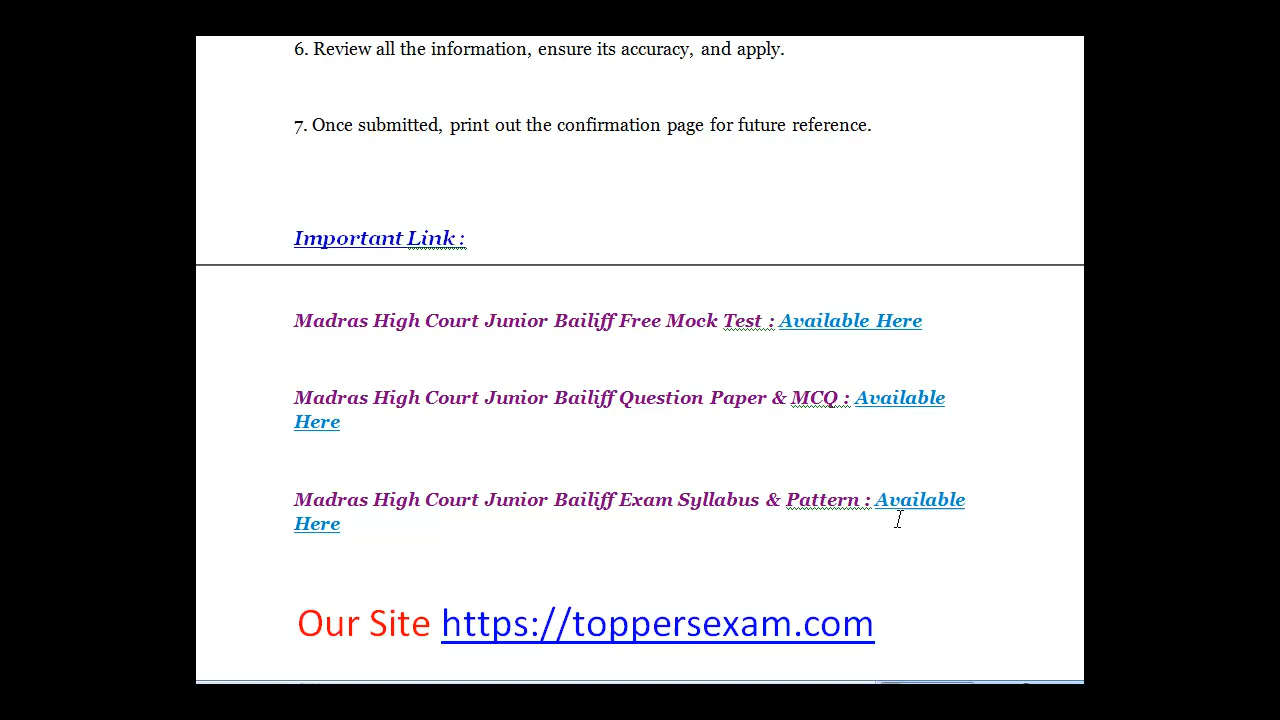 6. Review all the information, ensure its accuracy, and apply.
7. Once submitted, print out the confirmation page for future reference.
Important Link :
Madras High Court Junior Bailiff Free Mock Test : Available Here
Madras High Court Junior Bailiff Question Paper & MCQ : Available
Here
Madras High Court Junior Bailiff Exam Syllabus & Pattern : Available
Here
Our Site https://toppersexam.com